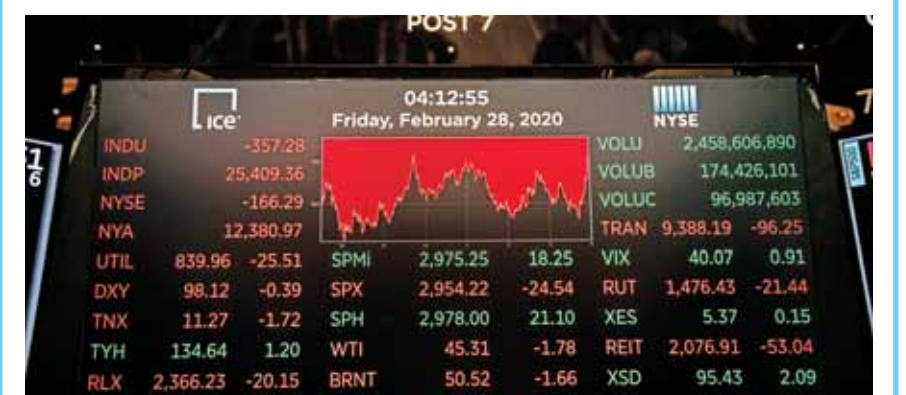 POST 7
ice
04:12:55
Friday, February 28, 2020
NYSE
INDU -357.28
VOLU 2,458,606,890
INDP 25,409.36
VOLUB 174,426,101
NYSE -166.29
VOLUC 96,987,603
NYA 12,380.97
TRAN 9,388.19 -96.25
UTIL 839.96 -25.51 SPMi 2,975.25 18.25 VIX 40.07 0.91
DXY 98.12 -0.39 SPX 2,954.22 -24.54 RUT 1,476.43 -21.44
TNX 11.27 -1.72 SPH 2,978.00 21.10 XES 5.37 0.15
TYH 134.64 1.20 WTI 45.31 -1.78 REIT 2,076.91 -53.04
RLX 2,366.23 -20.15 BRNT 50.52 -1.66 XSD 95.43 2.09